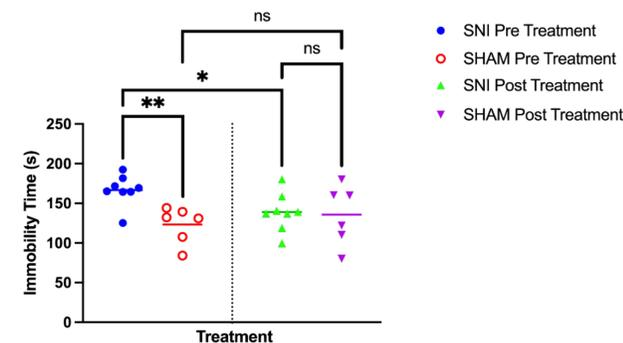 ns
ns
*
**
SNI Pre Treatment
SHAM Pre Treatment
SNI Post Treatment
SHAM Post Treatment
Immobility Time (s)
250
200
150
100
50
0
Treatment